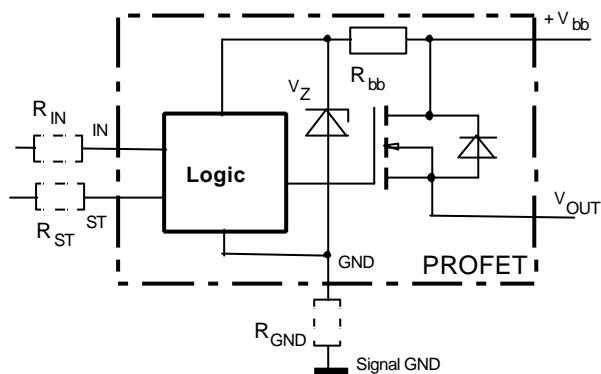 + V bb
R bb
V Z
R IN
IN
Logic
R ST
ST
V OUT
GND
PROFET
R GND
Signal GND